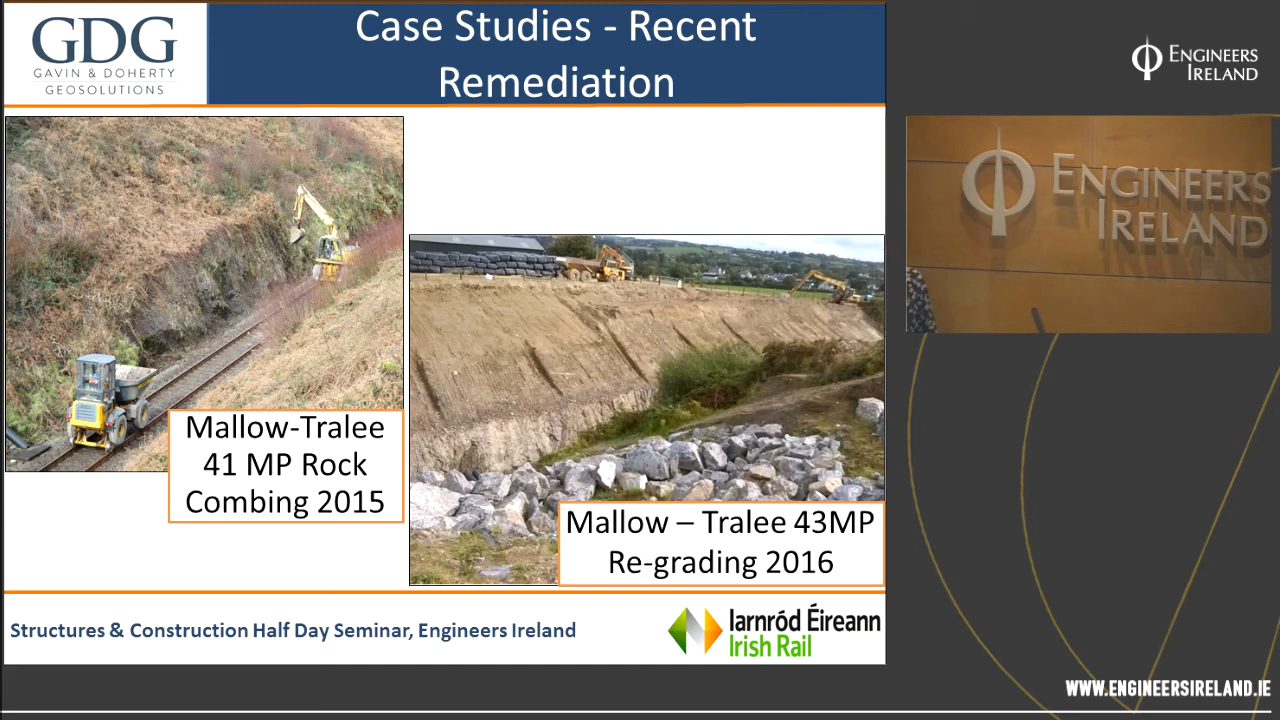 GDG
GAVIN & DOHERTY
GEOSOLUTIONS
Case Studies - Recent
Remediation
Mallow-Tralee
41 MP Rock
Combing 2015
Mallow – Tralee 43MP
Re-grading 2016
Structures & Construction Half Day Seminar, Engineers Ireland
Iarnród Éireann
Irish Rail
ENGINEERS
IRELAND
ENGINEERS
IRELAND
WWW.ENGINEERSIRELAND.IE